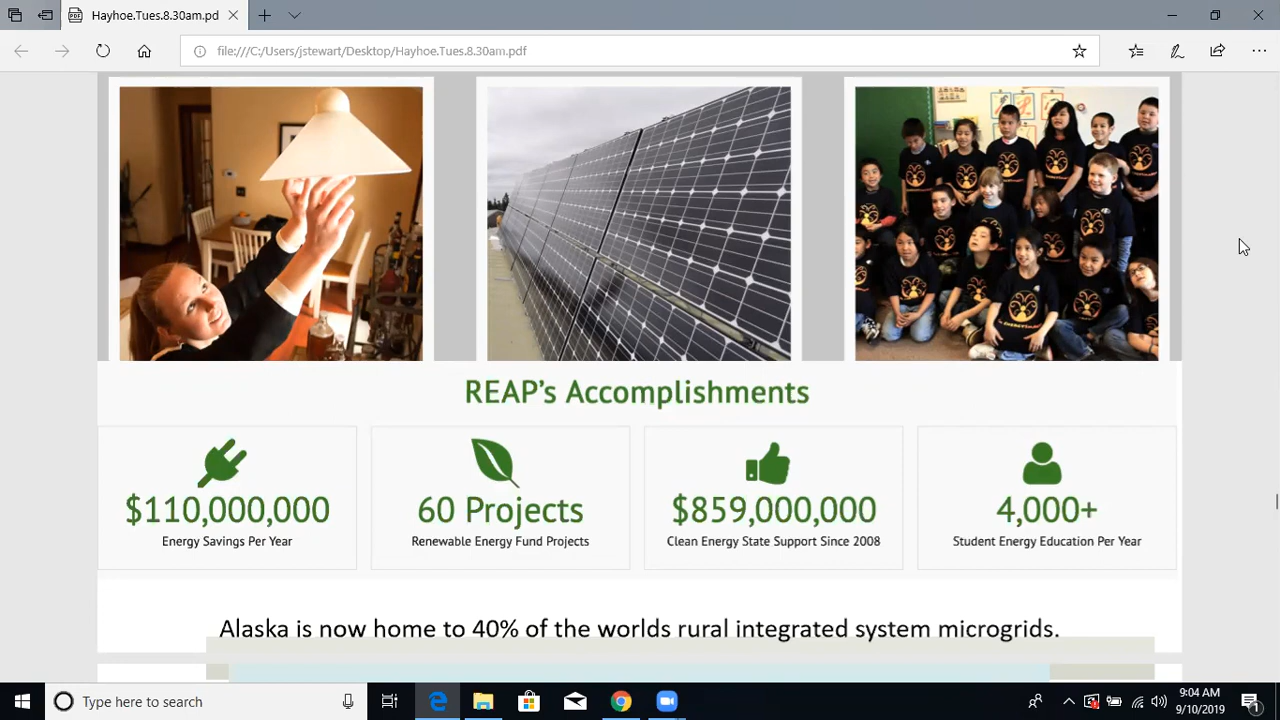 Hayhoe.Tues.8.30am.pd
file:///C:/Users/jstewart/Desktop/Hayhoe.Tues.8.30am.pdf
REAP's Accomplishments
$110,000,000
Energy Savings Per Year
60 Projects
Renewable Energy Fund Projects
$859,000,000
Clean Energy State Support Since 2008
4,000+
Student Energy Education Per Year
Alaska is now home to 40% of the worlds rural integrated system microgrids.
Type here to search
9:04 AM
9/10/2019